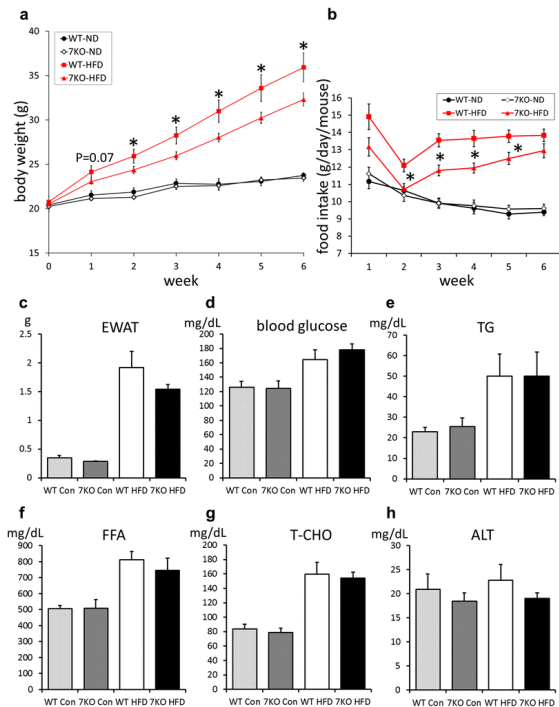 a
WT-ND
7KO-ND
WT-HFD
7KO-HFD
body weight (g)
40
35
30
25
20
15
P=0.07
*
*
*
*
*
0 1 2 3 4 5 6
week
b
WT-ND 7KO-ND
WT-HFD 7KO-HFD
food intake (g/day/mouse)
16
15
14
13
12
11
10
9
8
7
*
*
*
*
1 2 3 4 5 6
week
c
g
EWAT
2.5
2
1.5
1
0.5
0
WT Con 7KO Con WT HFD 7KO HFD
d
mg/dL
blood glucose
200
180
160
140
120
100
80
60
40
20
0
WT Con 7KO Con WT HFD 7KO HFD
e
mg/dL
TG
70
60
50
40
30
20
10
0
WT Con 7KO Con WT HFD 7KO HFD
f
mg/dL
FFA
900
800
700
600
500
400
300
200
100
0
WT Con 7KO Con WT HFD 7KO HFD
g
mg/dL
T-CHO
200
180
160
140
120
100
80
60
40
20
0
WT Con 7KO Con WT HFD 7KO HFD
h
mg/dL
ALT
25
20
15
10
5
0
WT Con 7KO Con WT HFD 7KO HFD